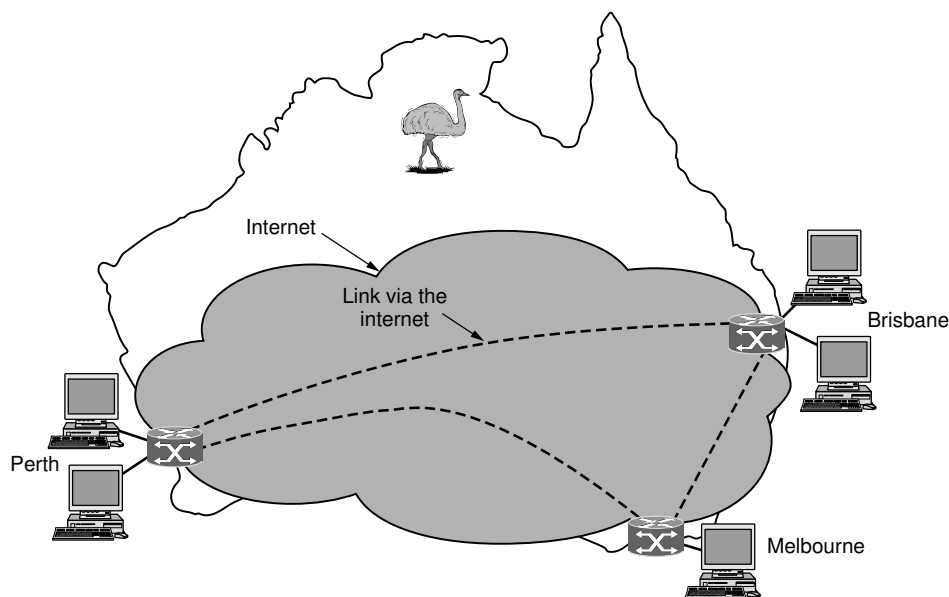 Internet
Link via the
internet
Brisbane
Perth
Melbourne